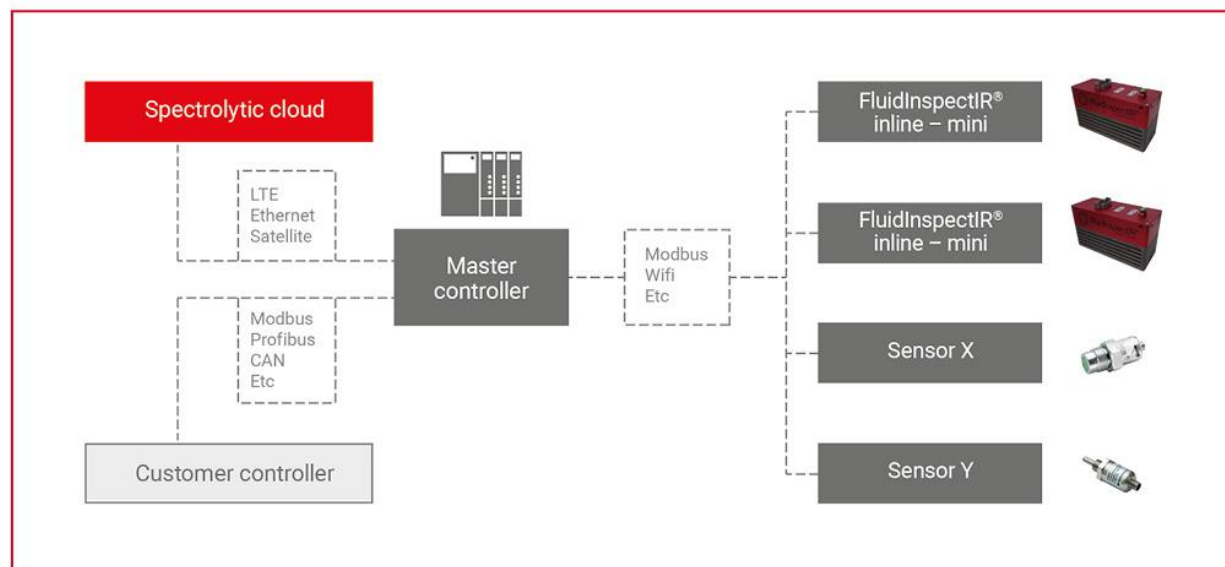 Spectrolytic cloud
LTE
Ethernet
Satellite
Master
controller
Modbus
Profibus
CAN
Etc
Customer controller
Modbus
Wifi
Etc
FluidInspectIR®
inline – mini
FluidInspectIR®
inline – mini
Sensor X
Sensor Y